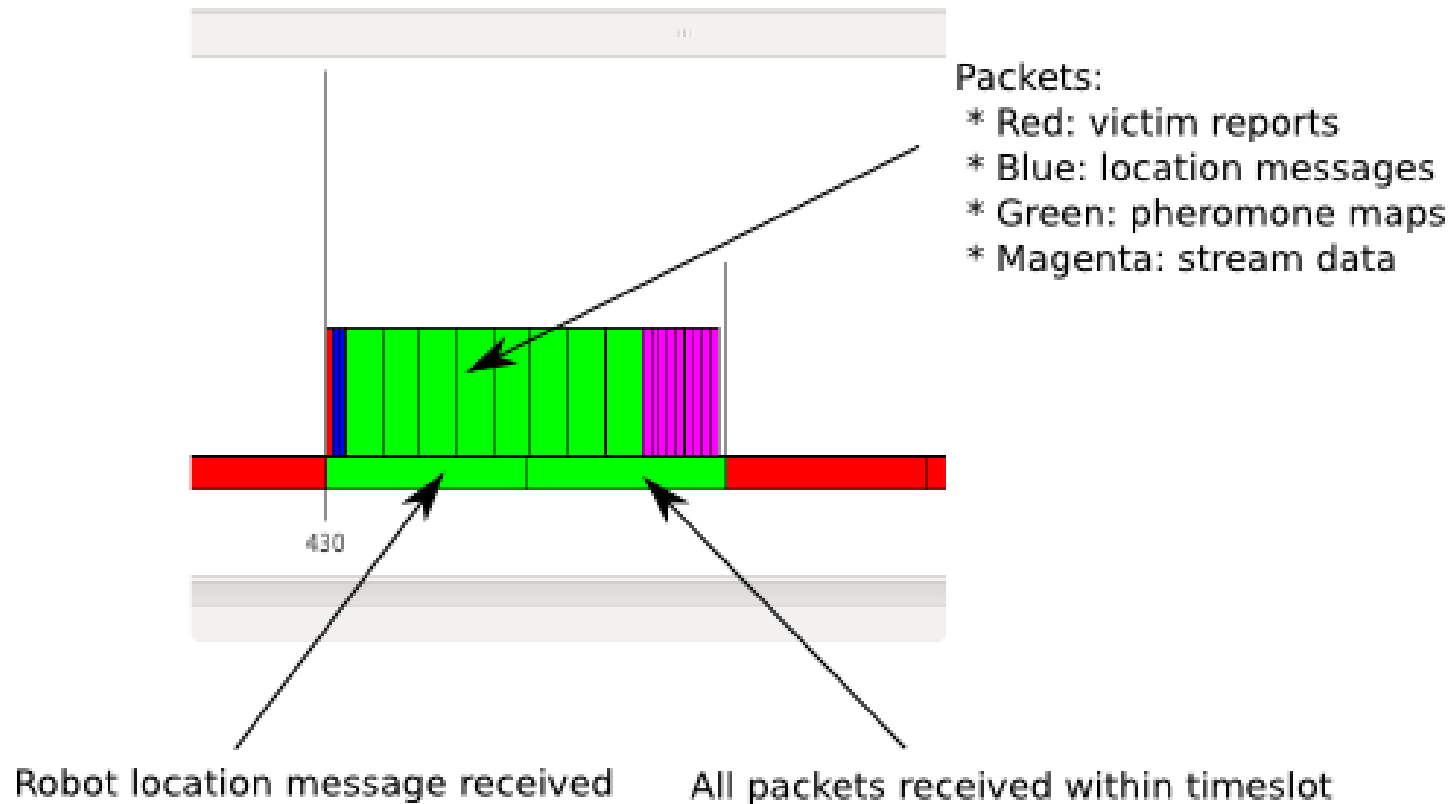 Packets:
* Red: victim reports
* Blue: location messages
* Green: pheromone maps
* Magenta: stream data
430
Robot location message received
All packets received within timeslot